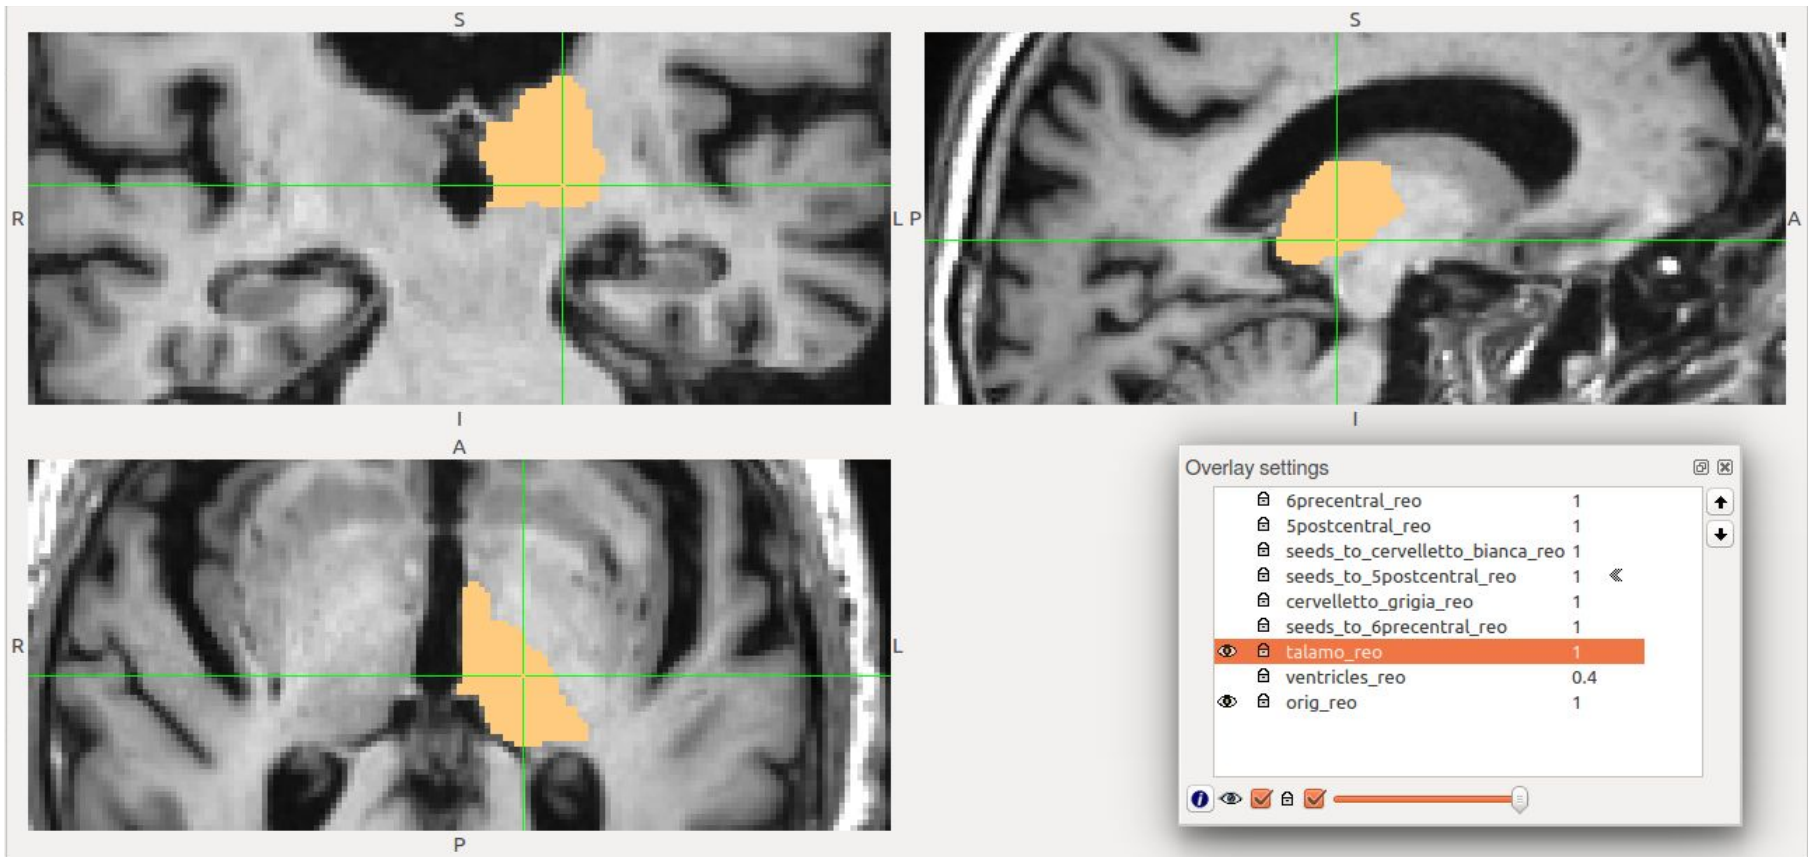 S
S
R
L
P
A
I
I
A
R
L
P
Overlay settings
6precentral_reo 1
5postcentral_reo 1
seeds_to_cervelletto_bianca_reo 1
seeds_to_5postcentral_reo 1
cervelletto_grigia_reo 1
seeds_to_6precentral_reo 1
talamo_reo 1
ventricles_reo 0.4
orig_reo 1
i